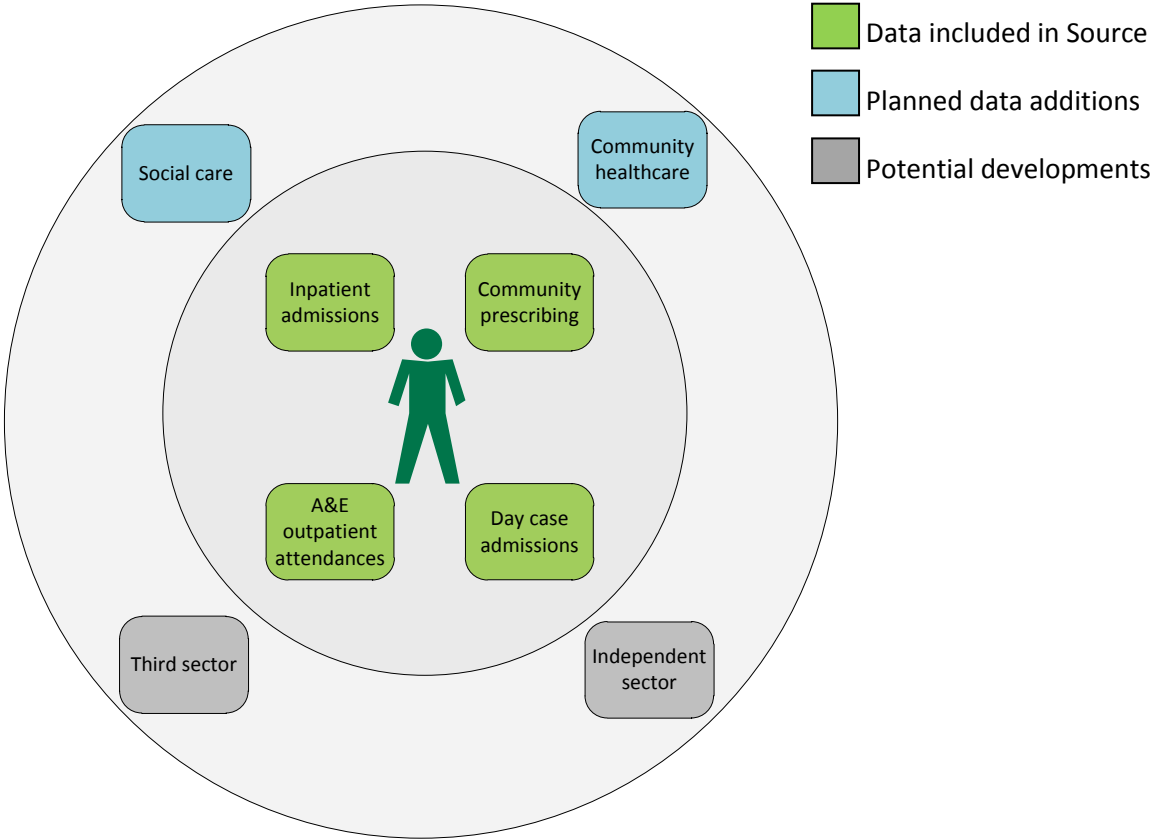 Data included in Source
Planned data additions
Potential developments
Social care
Community
healthcare
Inpatient
admissions
Community
prescribing
A&E
outpatient
attendances
Day case
admissions
Third sector
Independent
sector